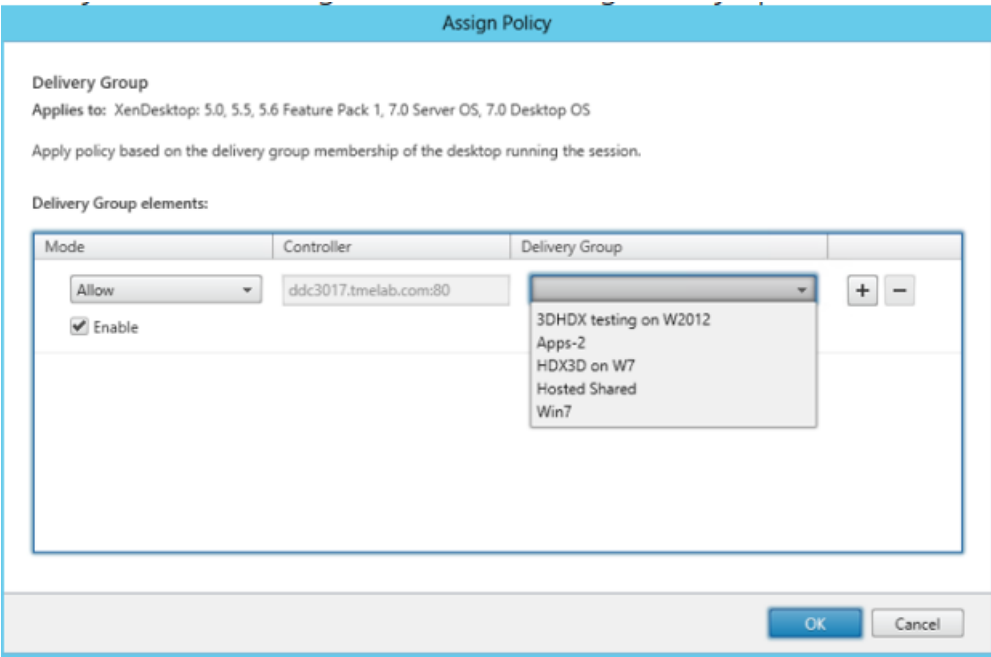 Assign Policy
Delivery Group
Applies to: XenDesktop: 5.0, 5.5, 5.6 Feature Pack 1, 7.0 Server OS, 7.0 Desktop OS
Apply policy based on the delivery group membership of the desktop running the session.
Delivery Group elements:
Mode Controller Delivery Group
Allow ddc3017.tmelab.com:80 + −
Enable
3DHDX testing on W2012
Apps-2
HDX3D on W7
Hosted Shared
Win7
OK Cancel